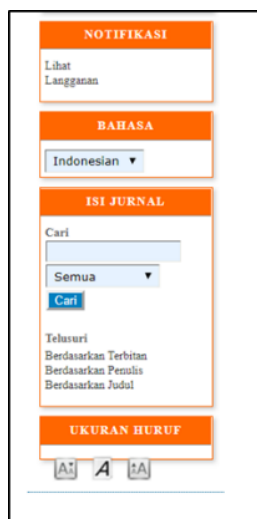 NOTIFIKASI
Lihat
Langganan
BAHASA
Indonesian
ISI JURNAL
Cari
Semua
Cari
Telusuri
Berdasarkan Terbitan
Berdasarkan Penulis
Berdasarkan Judul
UKURAN HURUF
A A A